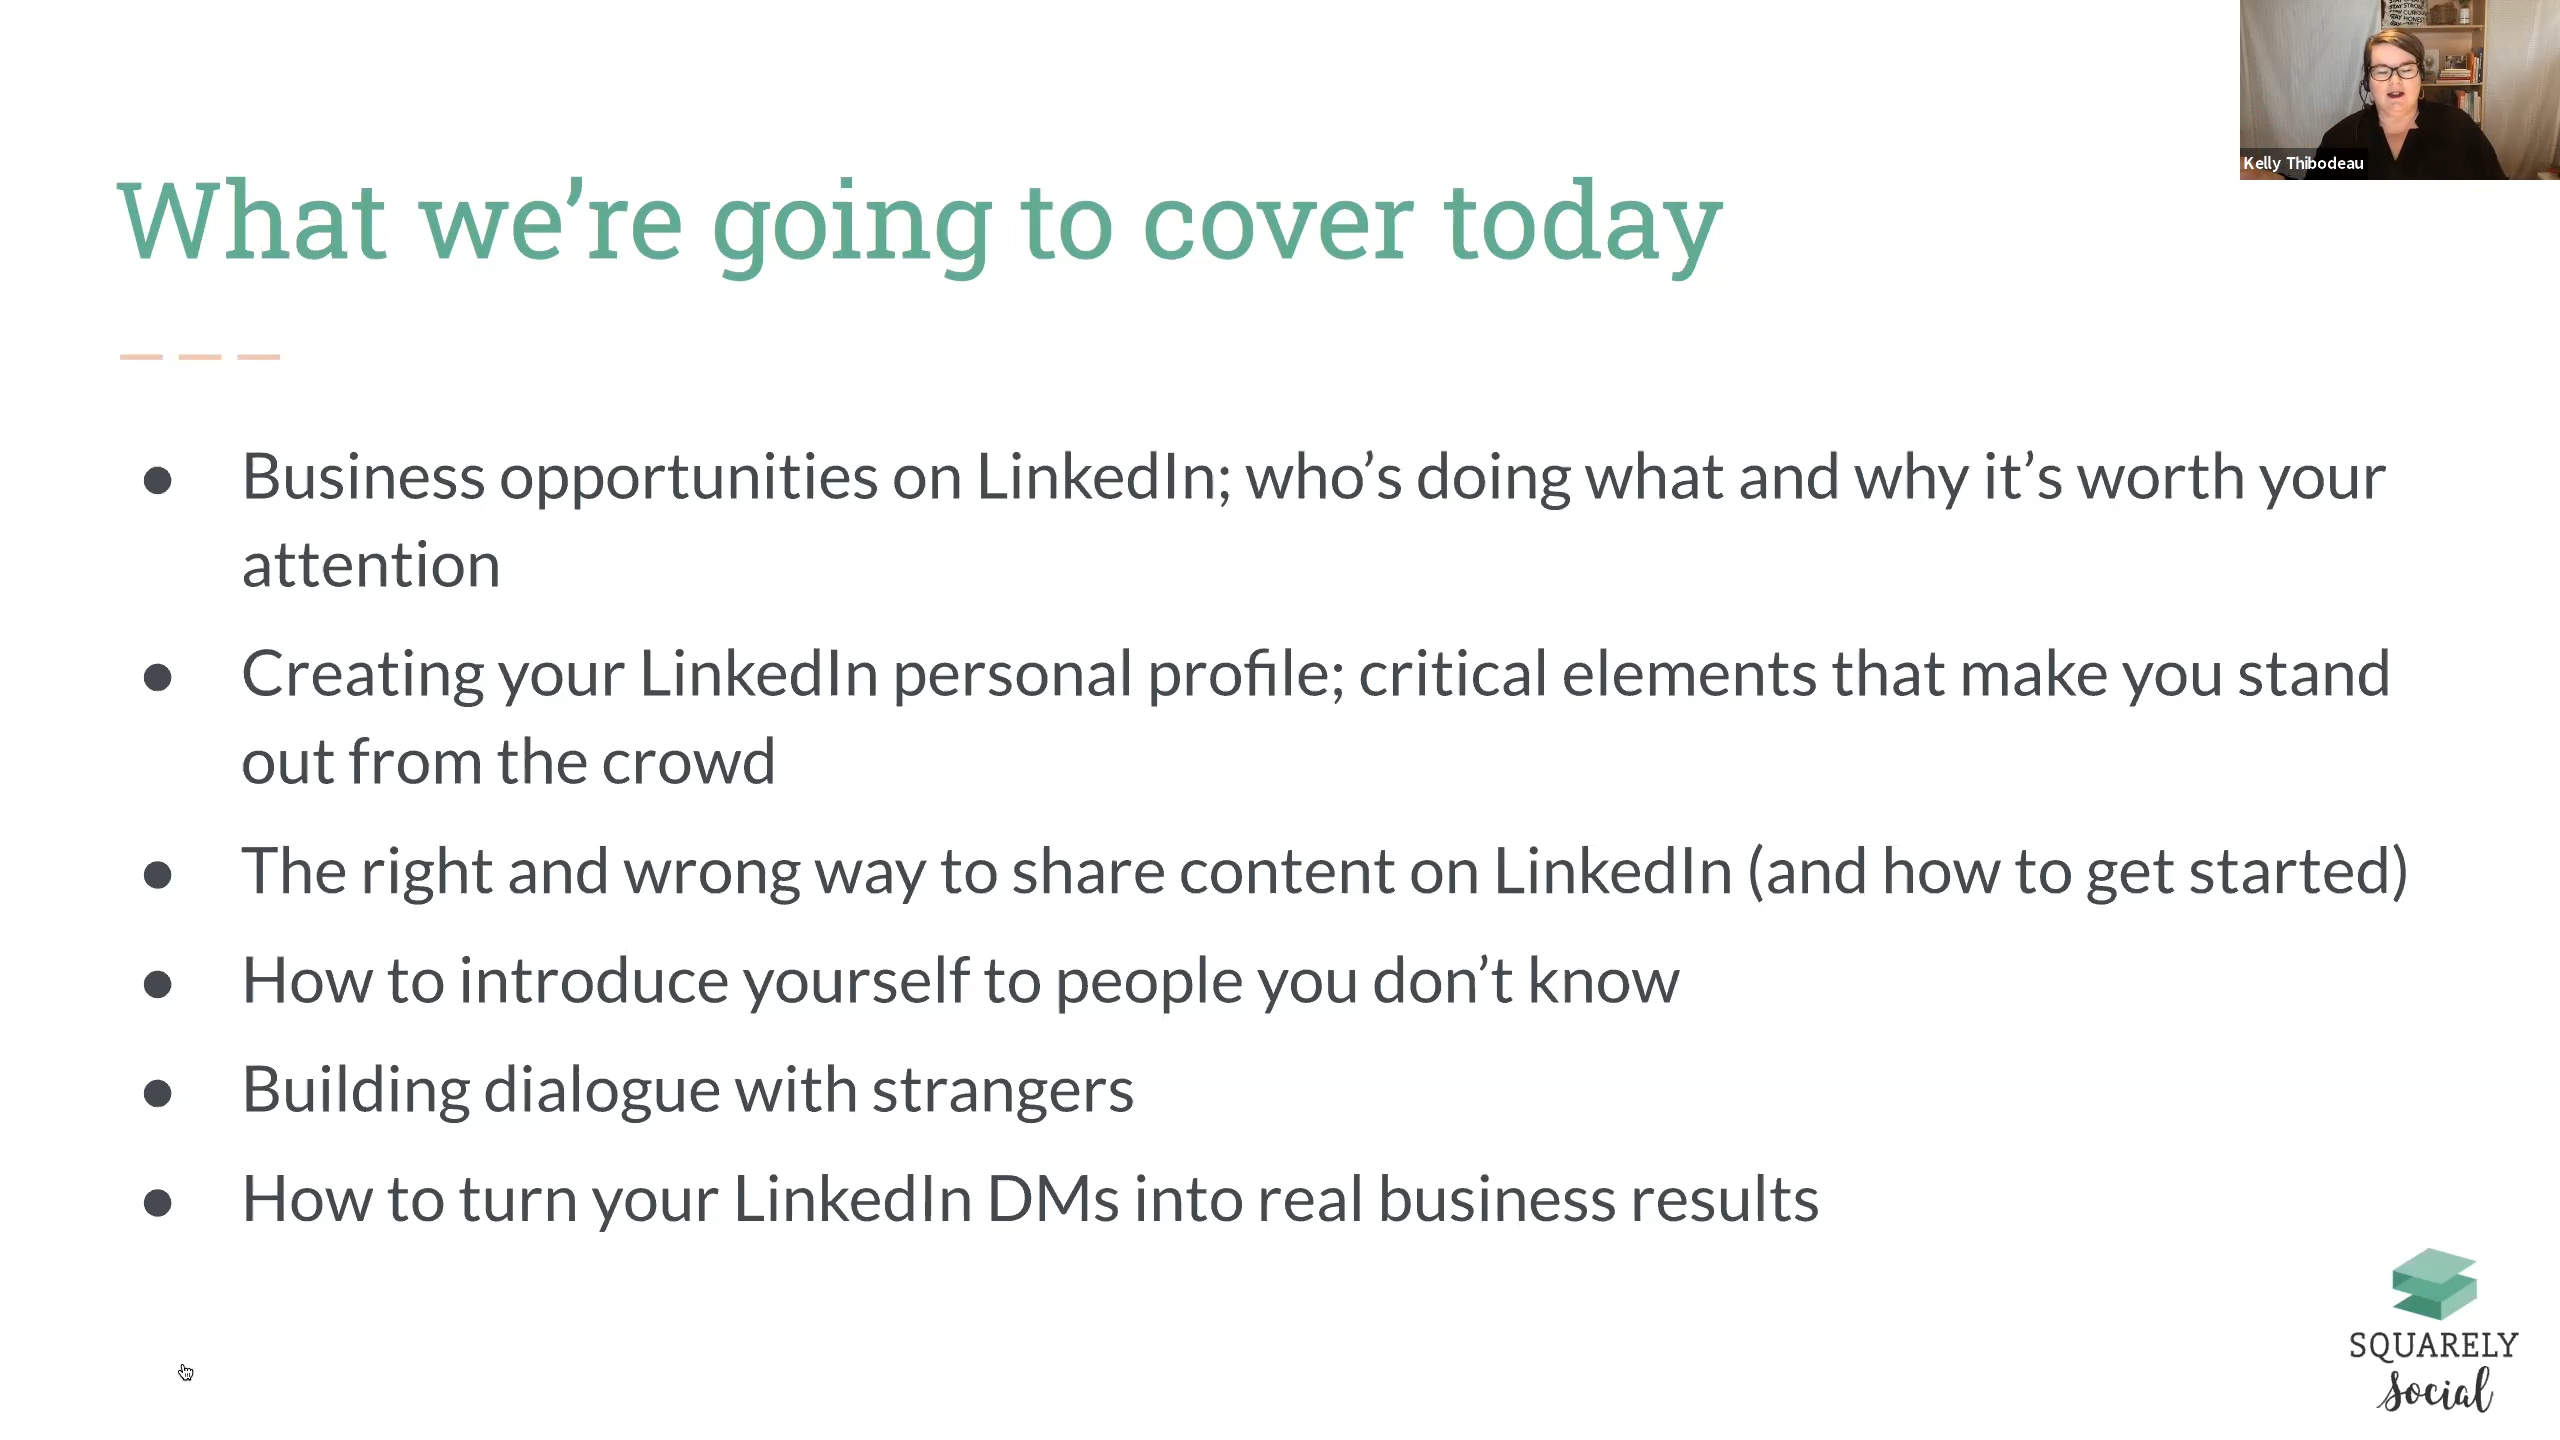 What we’re going to cover today
● Business opportunities on LinkedIn; who’s doing what and why it’s worth your
attention
● Creating your LinkedIn personal profile; critical elements that make you stand
out from the crowd
● The right and wrong way to share content on LinkedIn (and how to get started)
● How to introduce yourself to people you don’t know
● Building dialogue with strangers
● How to turn your LinkedIn DMs into real business results
Kelly Thibodeau
SQUARELY
Social